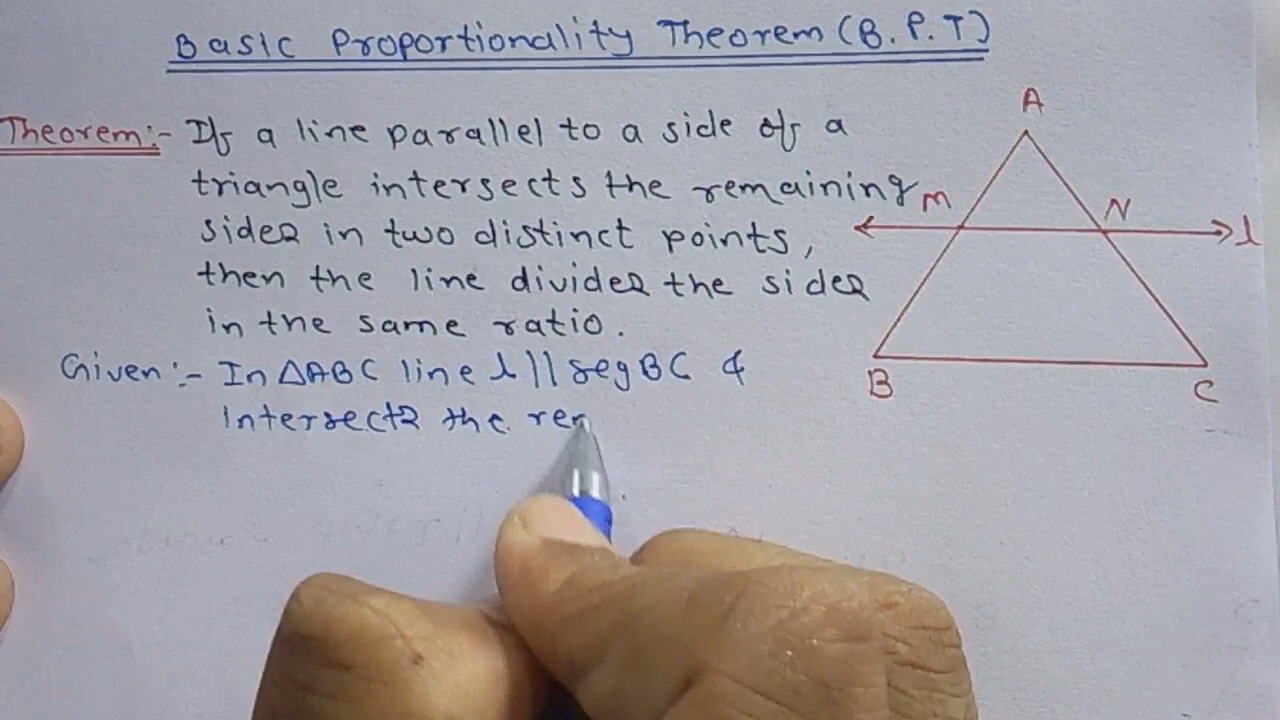 Basic Proportionality Theorem (B.P.T)
Theorem:- If a line parallel to a side of a
triangle intersects the remaining
sides in two distinct points,
then the line divides the sides
in the same ratio.
Given:- In △ABC line l || seg BC &
Intersects the rem
A
M
N
l
B
C